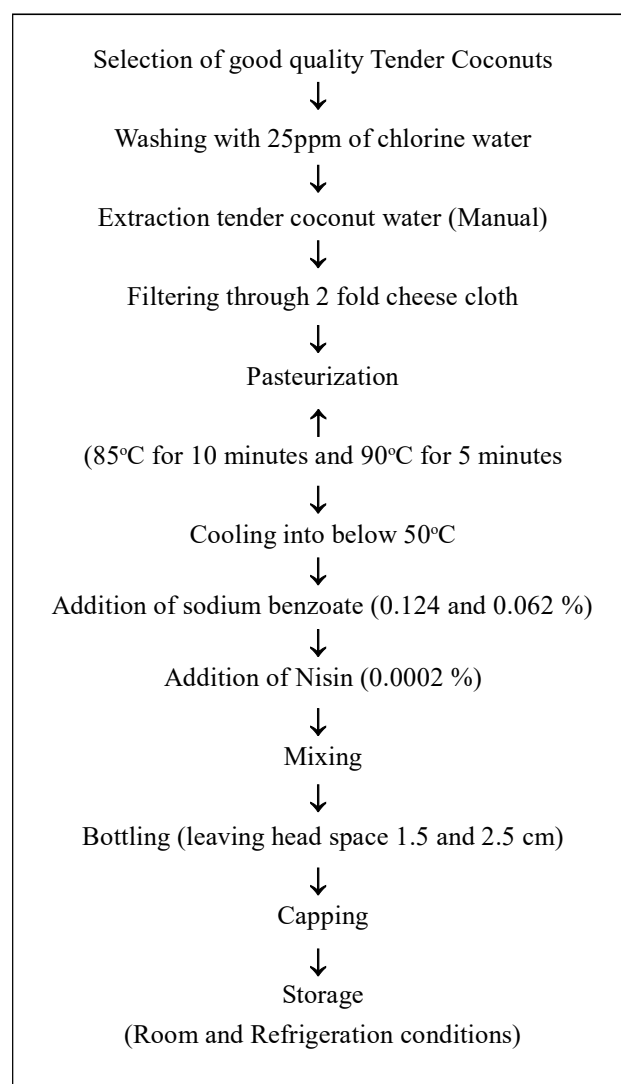 Selection of good quality Tender Coconuts
↓
Washing with 25ppm of chlorine water
↓
Extraction tender coconut water (Manual)
↓
Filtering through 2 fold cheese cloth
↓
Pasteurization
↑
(85°C for 10 minutes and 90°C for 5 minutes
↓
Cooling into below 50°C
↓
Addition of sodium benzoate (0.124 and 0.062 %)
↓
Addition of Nisin (0.0002 %)
↓
Mixing
↓
Bottling (leaving head space 1.5 and 2.5 cm)
↓
Capping
↓
Storage
(Room and Refrigeration conditions)